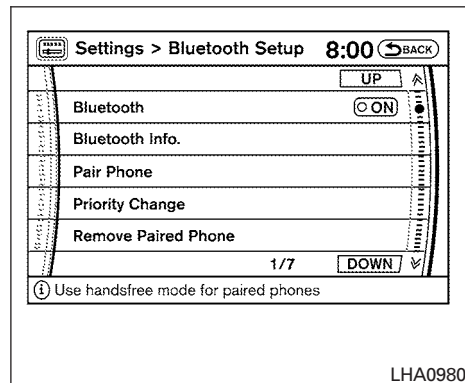 Settings > Bluetooth Setup 8:00 BACK
UP
Bluetooth ON
Bluetooth Info.
Pair Phone
Priority Change
Remove Paired Phone
1/7 DOWN
i Use handsfree mode for paired phones
LHA0980